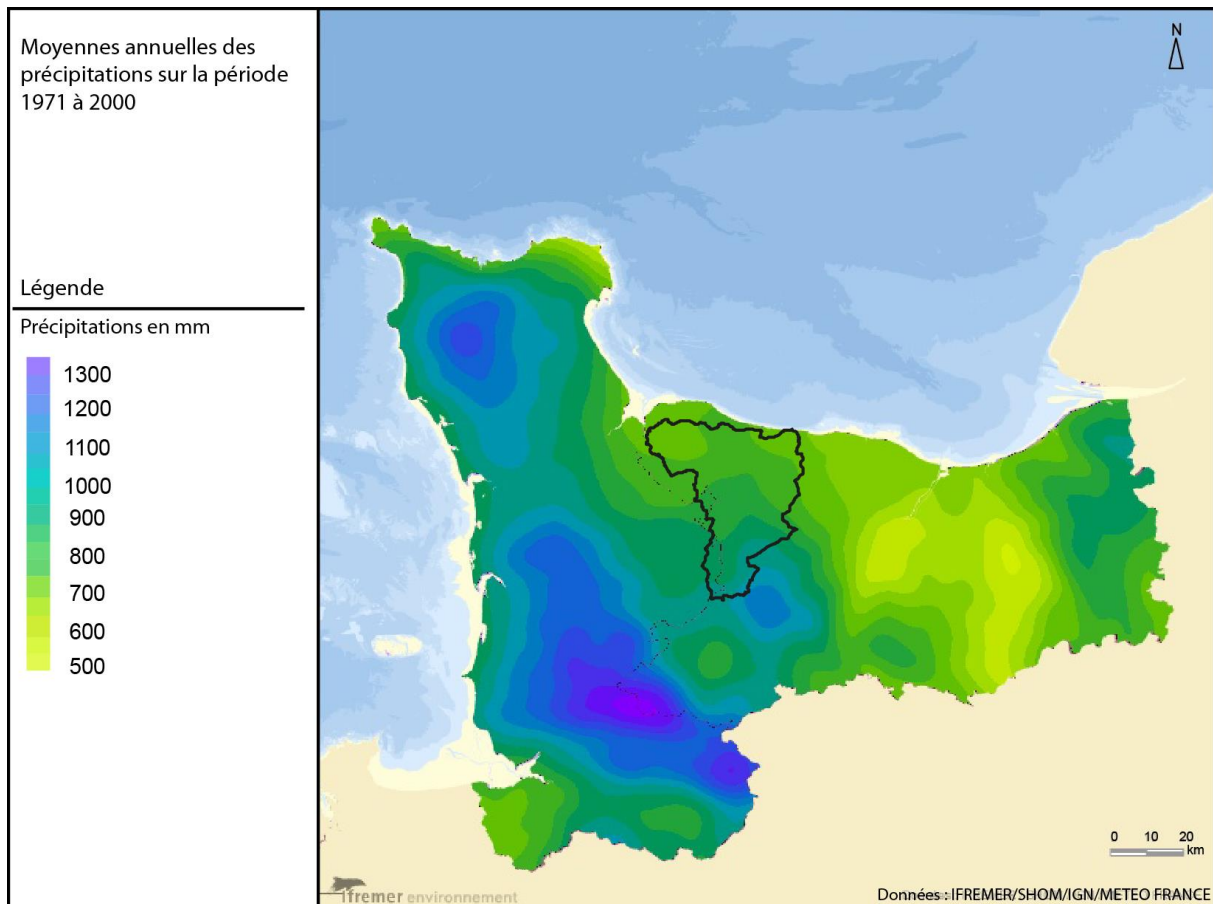 Moyennes annuelles des
précipitations sur la période
1971 à 2000
Légende
Précipitations en mm
1300
1200
1100
1000
900
800
700
600
500
N
0 10 20
km
ifremer environnement
Données : IFREMER/SHOM/IGN/METEO FRANCE